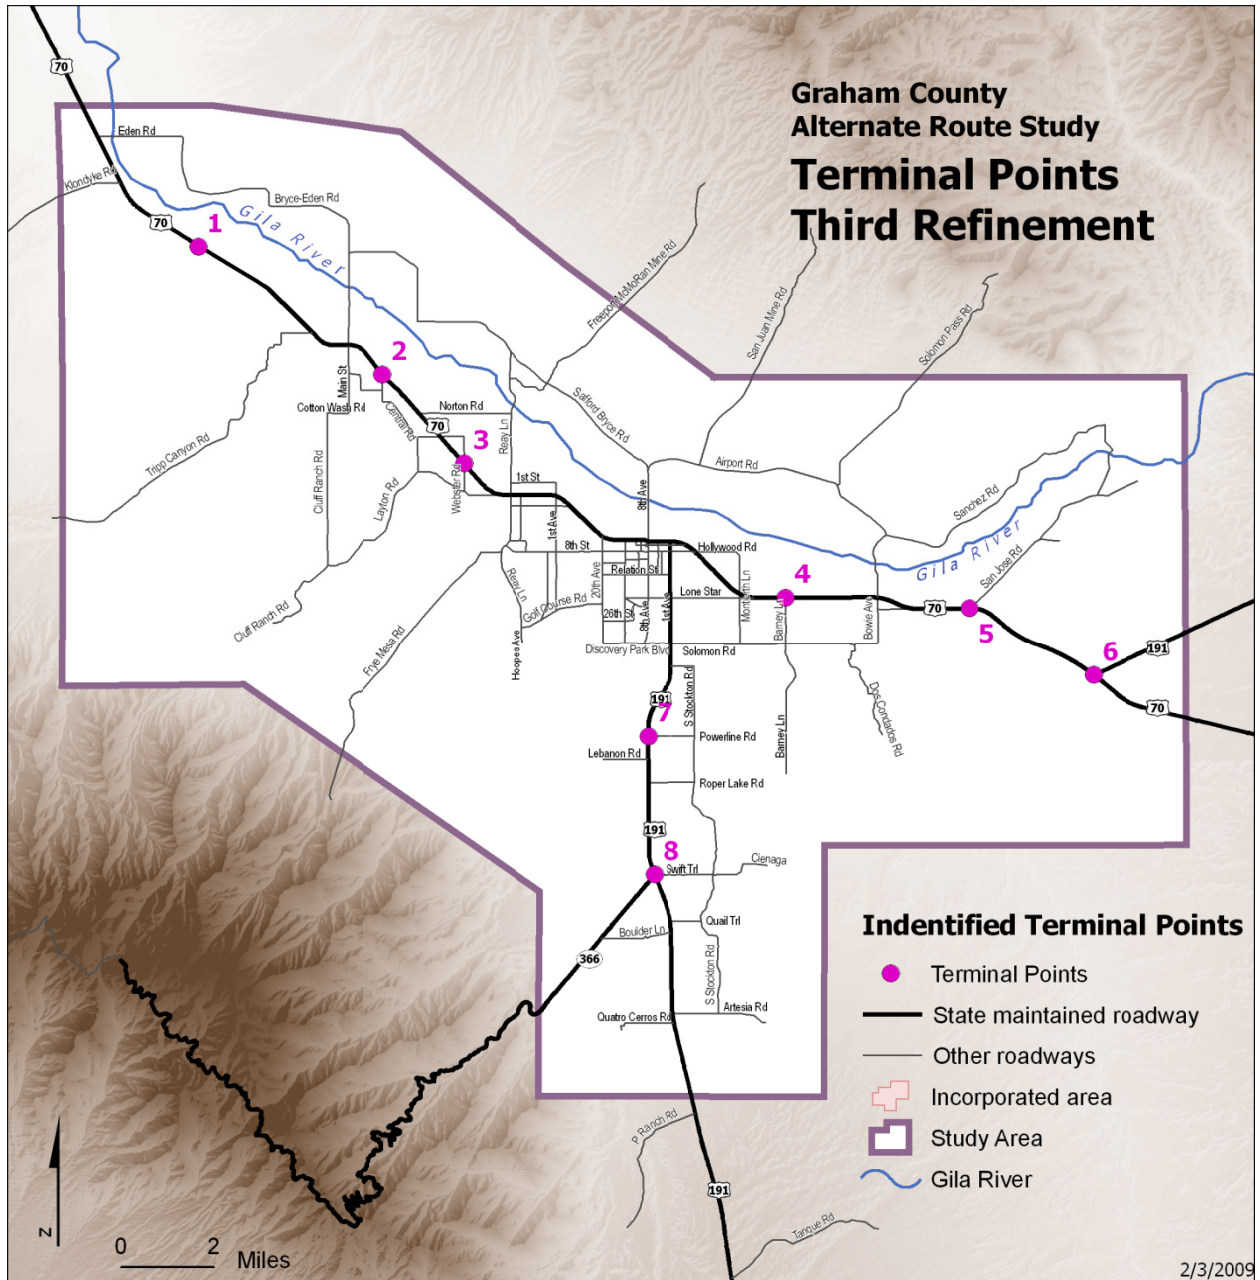 Graham County
Alternate Route Study
Terminal Points
Third Refinement
70
Eden Rd
Klondyke Rd
Bryce-Eden Rd
70
1
Gila River
Freeport McMoRan Mine Rd
San Juan Mine Rd
Solomon Pass Rd
2
Main St
Cotton Wash Rd
Central Rd
Norton Rd
70
Reay Ln
Safford Bryce Rd
Tripp Canyon Rd
Cluff Ranch Rd
Layton Rd
Webster Rd
3
1st St
1st Ave
8th Ave
Airport Rd
Sanchez Rd
Gila River
San Jose Rd
8th St
Hollywood Rd
Relation St
20th Ave
Reay Ln
Golf Course Rd
26th St
8th Ave
1st Ave
Lone Star
Montierth Ln
4
Barney Ln
Bowie Ave
70
5
Cluff Ranch Rd
Frye Mesa Rd
Hoopes Ave
Discovery Park Blvd
Solomon Rd
6
191
70
191
7
S Stockton Rd
Powerline Rd
Lebanon Rd
Barney Ln
Dos Condados Rd
Roper Lake Rd
191
8
Swift Trl
Cienaga
Quail Trl
Boulder Ln
366
S Stockton Rd
Quatro Cerros Rd
Artesia Rd
P Ranch Rd
191
Tanque Rd
Indentified Terminal Points
Terminal Points
State maintained roadway
Other roadways
Incorporated area
Study Area
Gila River
N
0 2 Miles
2/3/2009